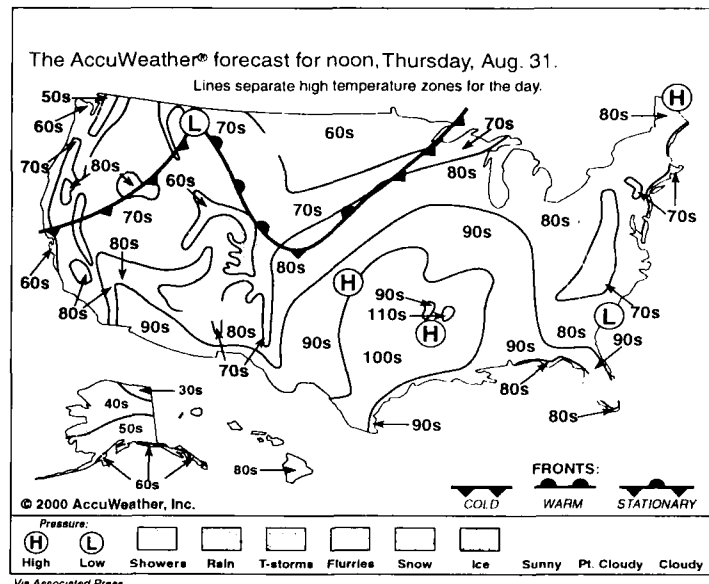 The AccuWeather® forecast for noon, Thursday, Aug. 31.
Lines separate high temperature zones for the day.
50s
60s
70s
80s
70s
60s
70s
80s
80s
H
L
60s
70s
80s
70s
80s
70s
90s
80s
60s
80s
80s
90s
70s
80s
H
90s
90s
110s
H
100s
90s
80s
L
70s
80s
90s
80s
90s
80s
30s
40s
50s
60s
80s
FRONTS:
COLD WARM STATIONARY
© 2000 AccuWeather, Inc.
Pressure:
H L
High Low Showers Rain T-storms Flurries Snow Ice Sunny Pt. Cloudy Cloudy
Via Associated Press